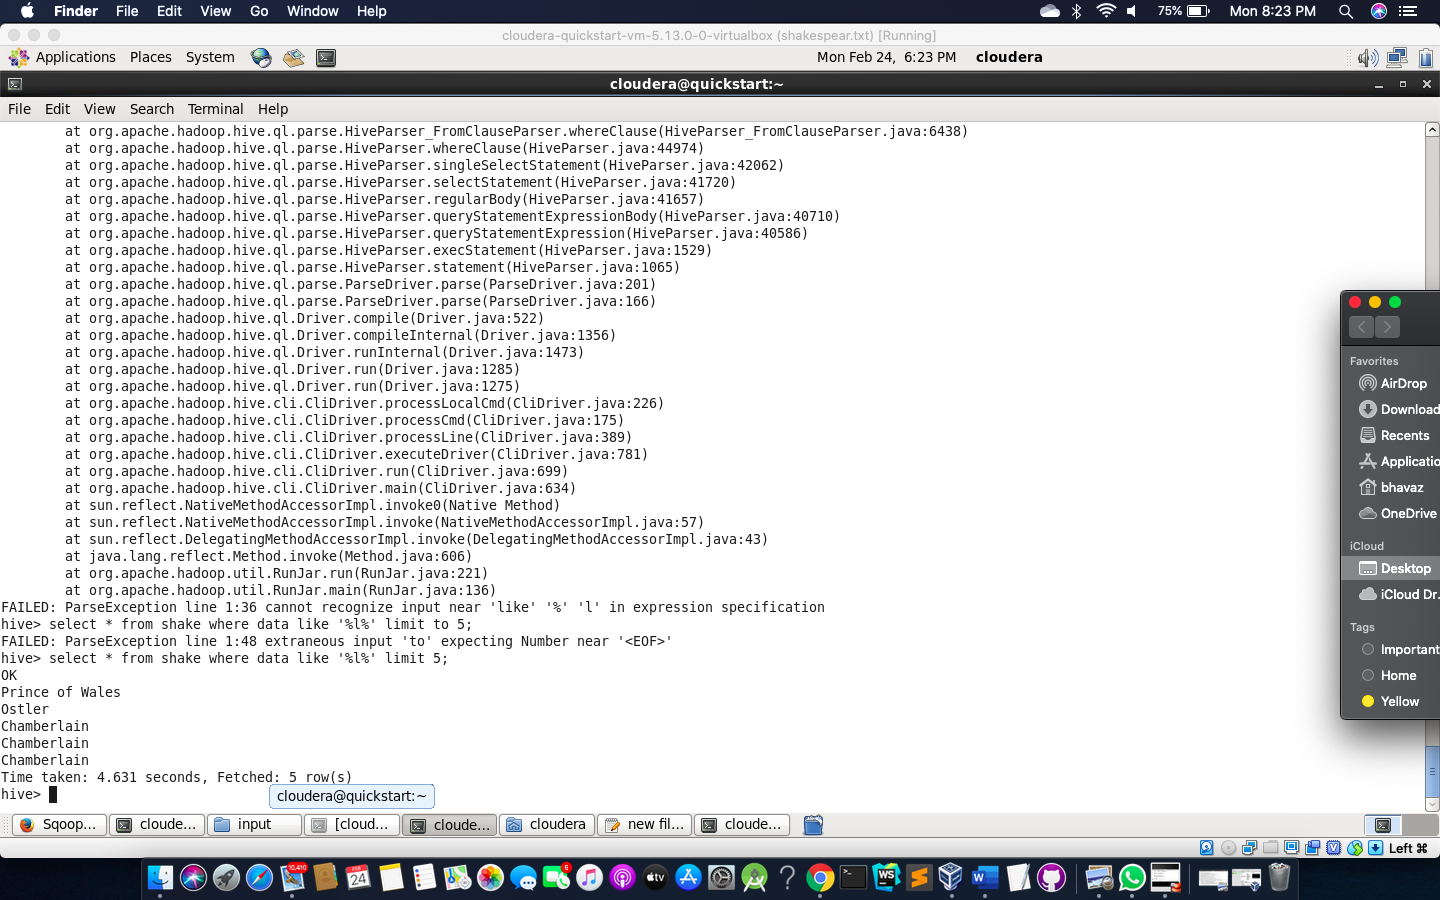 Finder File Edit View Go Window Help 75% Mon 8:23 PM
cloudera-quickstart-vm-5.13.0-0-virtualbox (shakespear.txt) [Running]
Applications Places System Mon Feb 24, 6:23 PM cloudera
cloudera@quickstart:~
File Edit View Search Terminal Help
at org.apache.hadoop.hive.ql.parse.HiveParser_FromClauseParser.whereClause(HiveParser_FromClauseParser.java:6438)
at org.apache.hadoop.hive.ql.parse.HiveParser.whereClause(HiveParser.java:44974)
at org.apache.hadoop.hive.ql.parse.HiveParser.singleSelectStatement(HiveParser.java:42062)
at org.apache.hadoop.hive.ql.parse.HiveParser.selectStatement(HiveParser.java:41720)
at org.apache.hadoop.hive.ql.parse.HiveParser.regularBody(HiveParser.java:41657)
at org.apache.hadoop.hive.ql.parse.HiveParser.queryStatementExpressionBody(HiveParser.java:40710)
at org.apache.hadoop.hive.ql.parse.HiveParser.queryStatementExpression(HiveParser.java:40586)
at org.apache.hadoop.hive.ql.parse.HiveParser.execStatement(HiveParser.java:1529)
at org.apache.hadoop.hive.ql.parse.HiveParser.statement(HiveParser.java:1065)
at org.apache.hadoop.hive.ql.parse.ParseDriver.parse(ParseDriver.java:201)
at org.apache.hadoop.hive.ql.parse.ParseDriver.parse(ParseDriver.java:166)
at org.apache.hadoop.hive.ql.Driver.compile(Driver.java:522)
at org.apache.hadoop.hive.ql.Driver.compileInternal(Driver.java:1356)
at org.apache.hadoop.hive.ql.Driver.runInternal(Driver.java:1473)
at org.apache.hadoop.hive.ql.Driver.run(Driver.java:1285)
at org.apache.hadoop.hive.ql.Driver.run(Driver.java:1275)
at org.apache.hadoop.hive.cli.CliDriver.processLocalCmd(CliDriver.java:226)
at org.apache.hadoop.hive.cli.CliDriver.processCmd(CliDriver.java:175)
at org.apache.hadoop.hive.cli.CliDriver.processLine(CliDriver.java:389)
at org.apache.hadoop.hive.cli.CliDriver.executeDriver(CliDriver.java:781)
at org.apache.hadoop.hive.cli.CliDriver.run(CliDriver.java:699)
at org.apache.hadoop.hive.cli.CliDriver.main(CliDriver.java:634)
at sun.reflect.NativeMethodAccessorImpl.invoke0(Native Method)
at sun.reflect.NativeMethodAccessorImpl.invoke(NativeMethodAccessorImpl.java:57)
at sun.reflect.DelegatingMethodAccessorImpl.invoke(DelegatingMethodAccessorImpl.java:43)
at java.lang.reflect.Method.invoke(Method.java:606)
at org.apache.hadoop.util.RunJar.run(RunJar.java:221)
at org.apache.hadoop.util.RunJar.main(RunJar.java:136)
FAILED: ParseException line 1:36 cannot recognize input near 'like' '%' 'l' in expression specification
hive> select * from shake where data like '%l%' limit to 5;
FAILED: ParseException line 1:48 extraneous input 'to' expecting Number near '<EOF>'
hive> select * from shake where data like '%l%' limit 5;
OK
Prince of Wales
Ostler
Chamberlain
Chamberlain
Chamberlain
Time taken: 4.631 seconds, Fetched: 5 row(s)
hive>
cloudera@quickstart:~
Favorites
AirDrop
Download
Recents
Applicatio
bhavaz
OneDrive
iCloud
Desktop
iCloud Dr.
Tags
Important
Home
Yellow
Sqoop... cloude... input [cloud... cloude... cloudera new fil... cloude...
Left ⌘
10,410 FEB 24 6 tv WS W